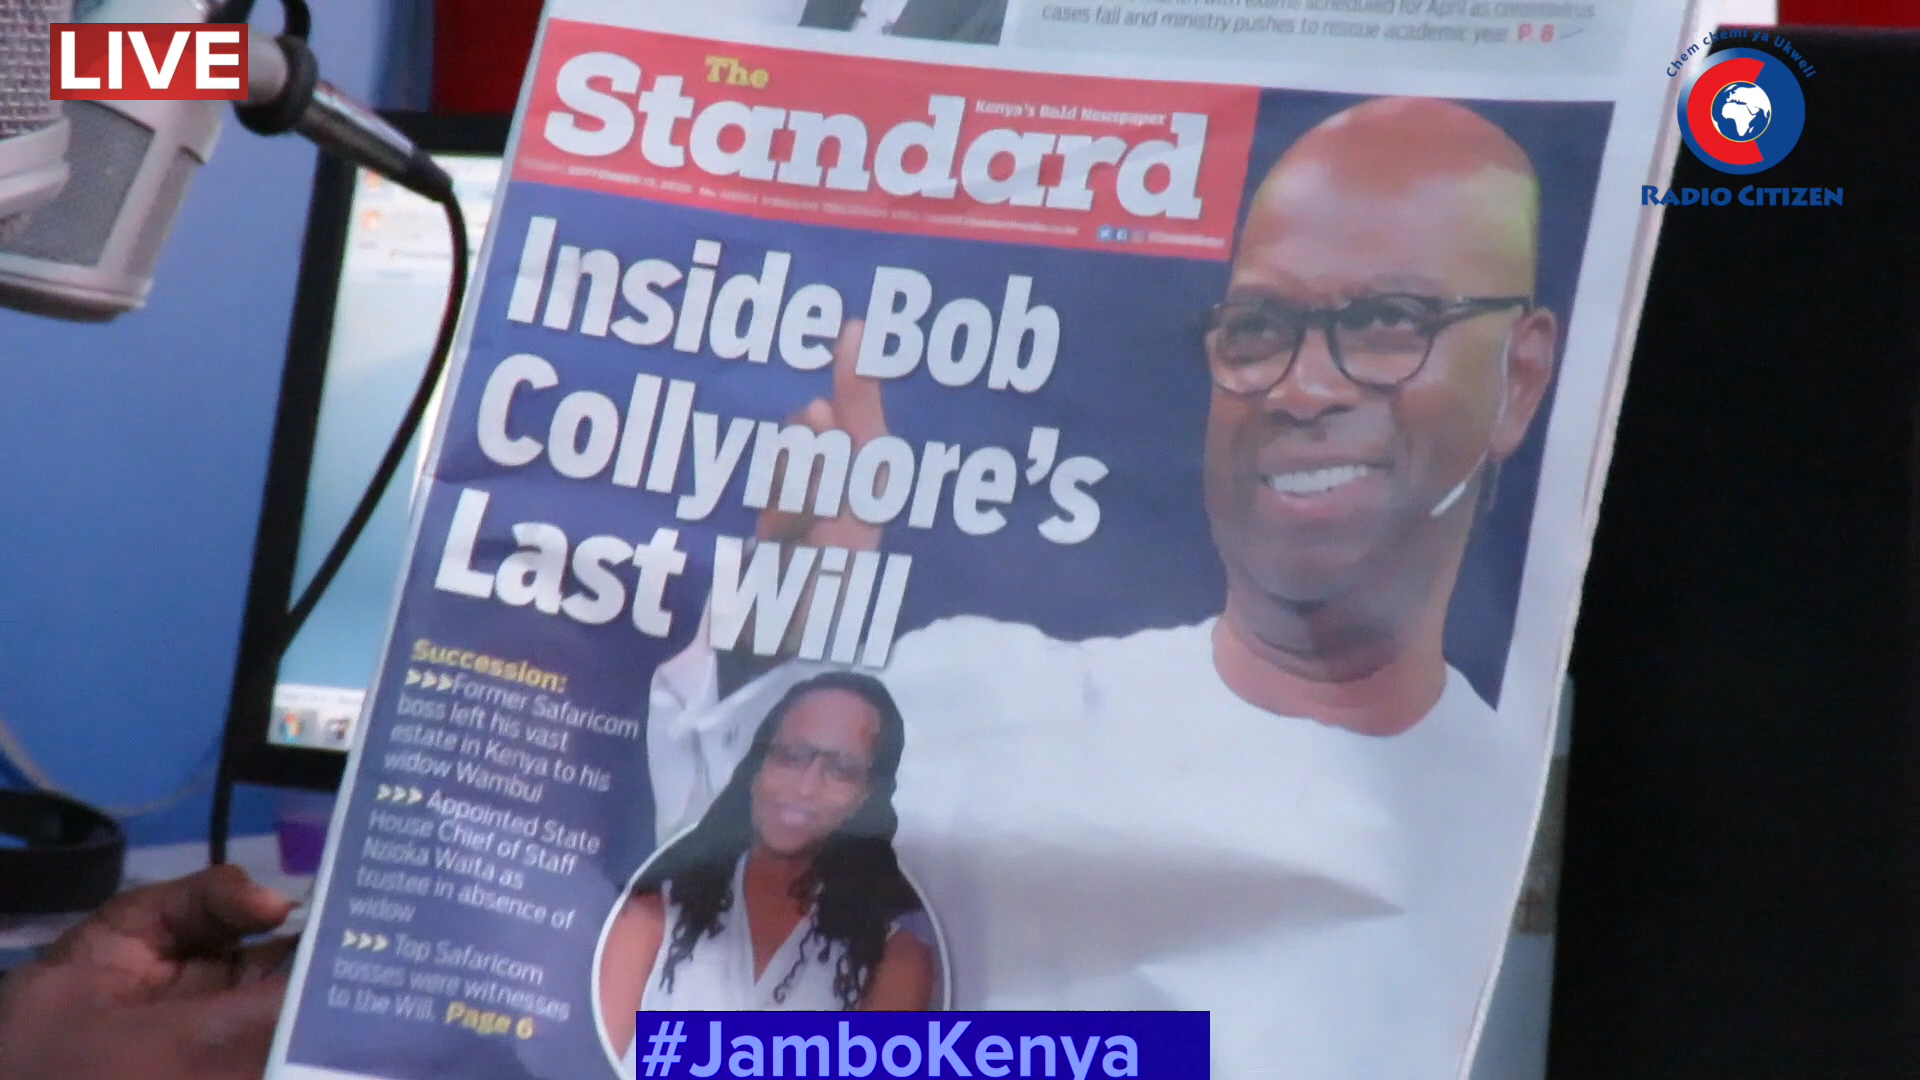 LIVE
cases fall and ministry pushes to rescue academic year P. 8
Chem chemi ya Ukweli
RADIO CITIZEN
The
Standard
Kenya's Bold Newspaper
Inside Bob
Collymore's
Last Will
Succession:
>>>Former Safaricom
boss left his vast
estate in Kenya to his
widow Wambui
>>> Appointed State
House Chief of Staff
Nzioka Waita as
trustee in absence of
widow
>>> Top Safaricom
bosses were witnesses
to the Will. Page 6
#JamboKenya